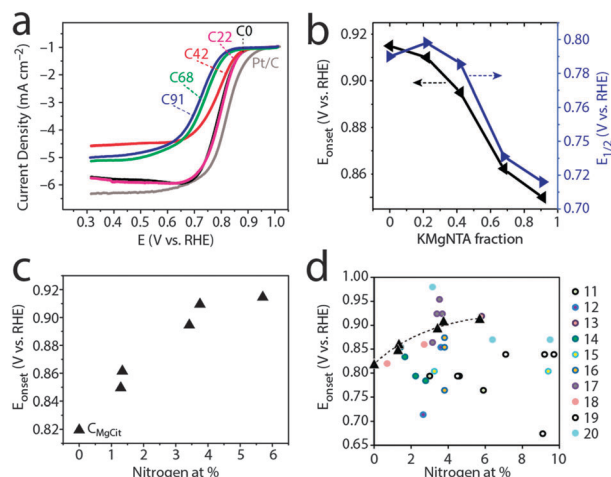 a
C0
C22
C42
Pt/C
C68
C91
-1
-2
-3
-4
-5
-6
Current Density (mA cm⁻²)
0.3 0.4 0.5 0.6 0.7 0.8 0.9 1.0
E (V vs. RHE)
b
0.92
0.90
0.88
0.86
E_onset (V vs. RHE)
0.80
0.78
0.76
0.74
0.72
0.70
E_1/2 (V vs. RHE)
0.0 0.2 0.4 0.6 0.8 1.0
KMgNTA fraction
c
0.92
0.90
0.88
0.86
0.84
0.82
E_onset (V vs. RHE)
C_MgCit
0 1 2 3 4 5 6
Nitrogen at %
d
1.00
0.95
0.90
0.85
0.80
0.75
0.65
E_onset (V vs. RHE)
0 2 4 6 8 10
Nitrogen at %
11
12
13
14
15
16
17
18
19
20